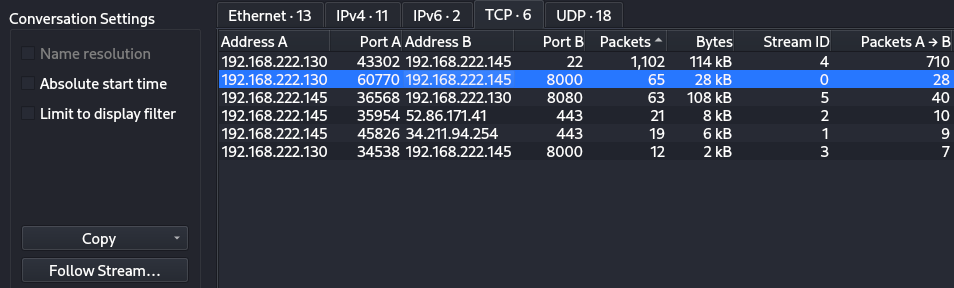 Conversation Settings
Name resolution
Absolute start time
Limit to display filter
Copy
Follow Stream...
Ethernet · 13 IPv4 · 11 IPv6 · 2 TCP · 6 UDP · 18
Address A Port A Address B Port B Packets Bytes Stream ID Packets A → B
192.168.222.130 43302 192.168.222.145 22 1,102 114 kB 4 710
192.168.222.130 60770 192.168.222.145 8000 65 28 kB 0 28
192.168.222.145 36568 192.168.222.130 8080 63 108 kB 5 40
192.168.222.145 35954 52.86.171.41 443 21 8 kB 2 10
192.168.222.145 45826 34.211.94.254 443 19 6 kB 1 9
192.168.222.130 34538 192.168.222.145 8000 12 2 kB 3 7